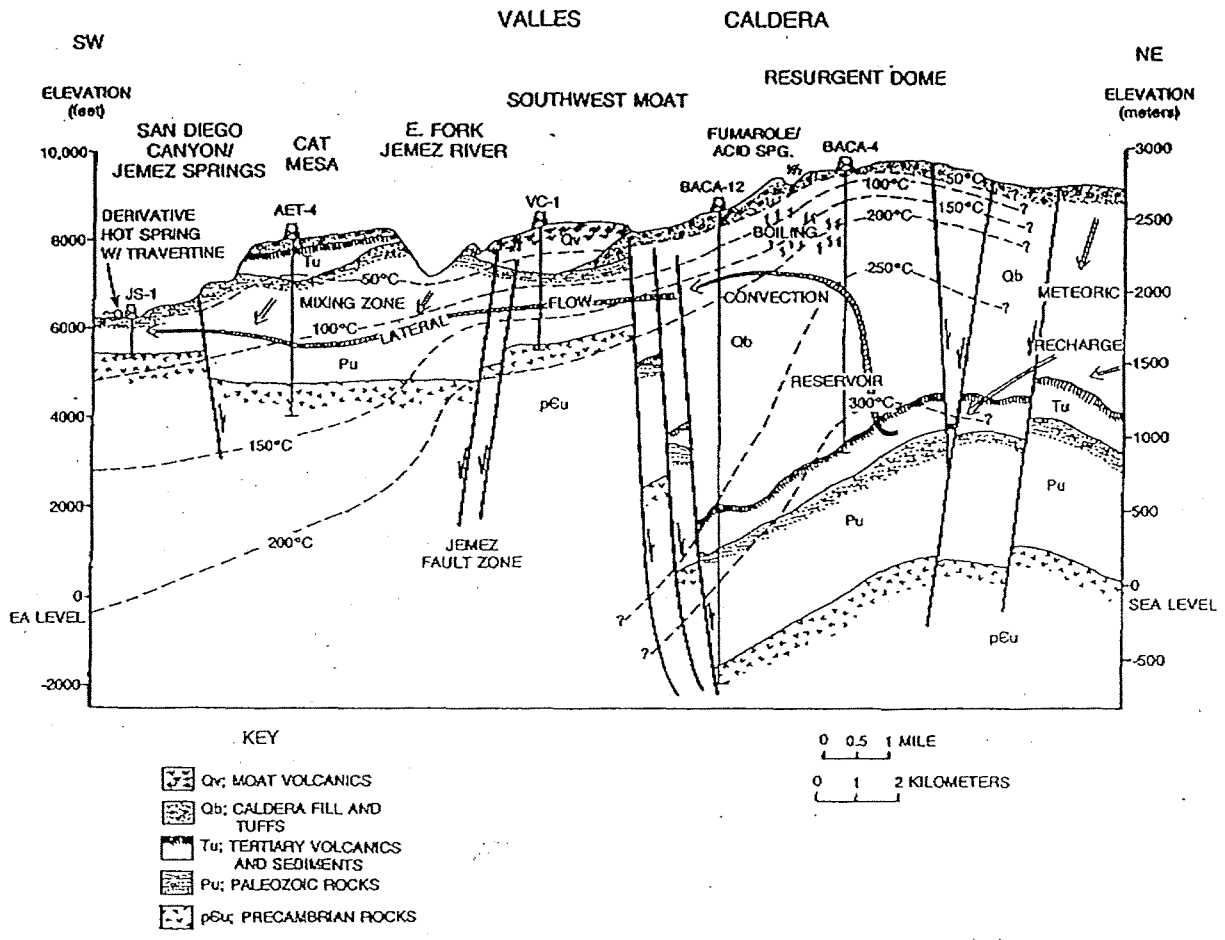 VALLES CALDERA
SW
NE
ELEVATION
(feet)
ELEVATION
(meters)
RESURGENT DOME
SOUTHWEST MOAT
SAN DIEGO
CANYON/
JEMEZ SPRINGS
CAT
MESA
E. FORK
JEMEZ RIVER
FUMAROLE/
ACID SPG.
BACA-4
BACA-12
VC-1
AET-4
JS-1
DERIVATIVE
HOT SPRING
W/ TRAVERTINE
10,000
8000
6000
4000
2000
0
EA LEVEL
-2000
3000
2500
2000
1500
1000
500
0
SEA LEVEL
-500
Tu
Qv
50°C
MIXING ZONE
100°C
LATERAL
FLOW
Pu
pЄu
150°C
200°C
JEMEZ
FAULT ZONE
50°C
100°C
150°C
200°C
BOILING
250°C
CONVECTION
Qb
Qb
METEORIC
RECHARGE
RESERVOIR
300°C
?
?
?
?
?
?
?
Tu
Pu
Pu
pЄu
KEY
Qv; MOAT VOLCANICS
Qb; CALDERA FILL AND
TUFFS
Tu; TERTIARY VOLCANICS
AND SEDIMENTS
Pu; PALEOZOIC ROCKS
pЄu; PRECAMBRIAN ROCKS
0 0.5 1 MILE
0 1 2 KILOMETERS